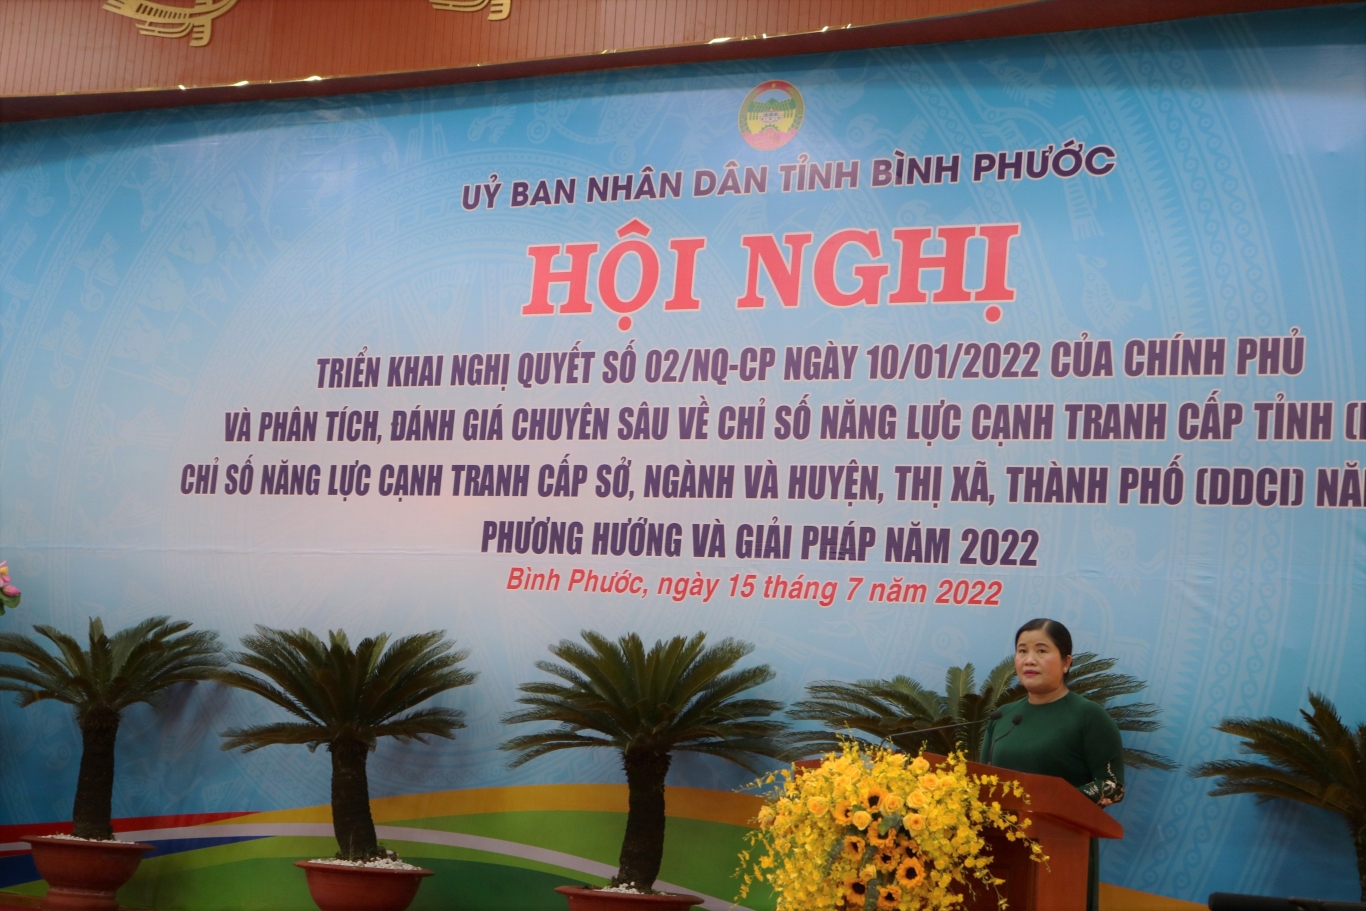 UỶ BAN NHÂN DÂN TỈNH BÌNH PHƯỚC
HỘI NGHỊ
TRIỂN KHAI NGHỊ QUYẾT SỐ 02/NQ-CP NGÀY 10/01/2022 CỦA CHÍNH PHỦ
VÀ PHÂN TÍCH, ĐÁNH GIÁ CHUYÊN SÂU VỀ CHỈ SỐ NĂNG LỰC CẠNH TRANH CẤP TỈNH
CHỈ SỐ NĂNG LỰC CẠNH TRANH CẤP SỞ, NGÀNH VÀ HUYỆN, THỊ XÃ, THÀNH PHỐ (DDCI)
PHƯƠNG HƯỚNG VÀ GIẢI PHÁP NĂM 2022
Bình Phước, ngày 15 tháng 7 năm 2022